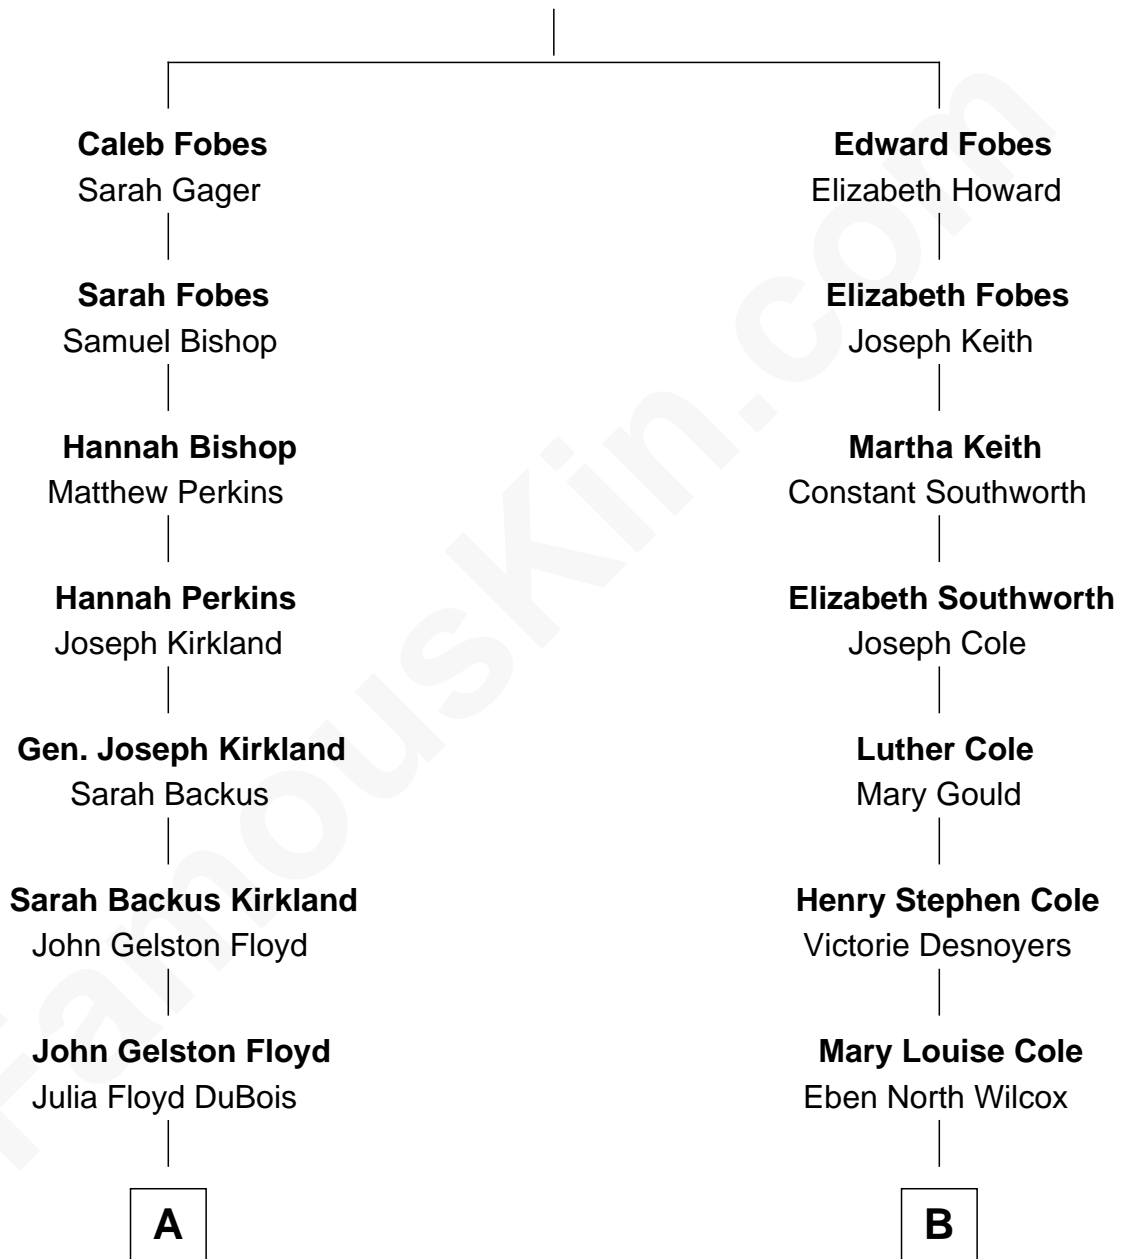 Caleb Fobes
Sarah Gager
Sarah Fobes
Samuel Bishop
Hannah Bishop
Matthew Perkins
Hannah Perkins
Joseph Kirkland
Gen. Joseph Kirkland
Sarah Backus
Sarah Backus Kirkland
John Gelston Floyd
John Gelston Floyd
Julia Floyd DuBois
A
Edward Fobes
Elizabeth Howard
Elizabeth Fobes
Joseph Keith
Martha Keith
Constant Southworth
Elizabeth Southworth
Joseph Cole
Luther Cole
Mary Gould
Henry Stephen Cole
Victorie Desnoyers
Mary Louise Cole
Eben North Wilcox
B
FamousKin.com